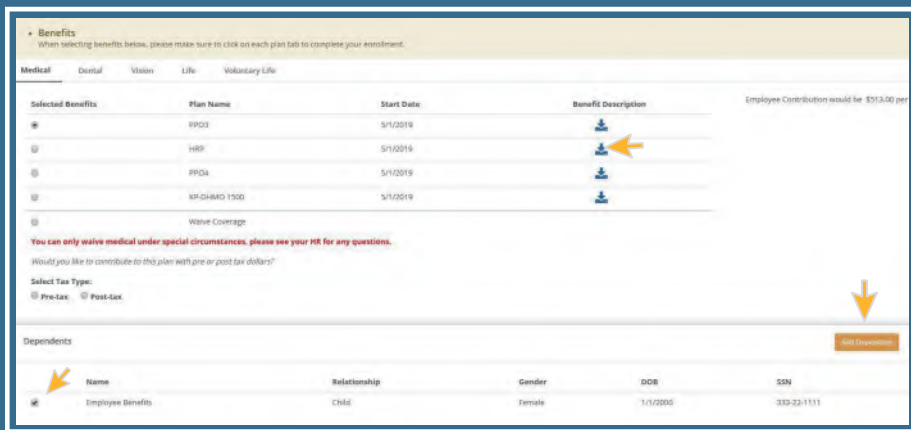 • Benefits
When selecting benefits below, please make sure to click on each plan tab to complete your enrollment.
Medical Dental Vision Life Voluntary Life
Selected Benefits Plan Name Start Date Benefit Description
Employee Contribution would be $513.00 per
PPO3 5/1/2019
HRP 5/1/2019
PPO4 5/1/2019
KP-DHMO 1500 5/1/2019
Waive Coverage
You can only waive medical under special circumstances, please see your HR for any questions.
Would you like to contribute to this plan with pre or post tax dollars?
Select Tax Type:
Pre-tax Post-tax
Dependents Add Dependent
Name Relationship Gender DOB SSN
Employee Benefits Child Female 1/1/2000 333-22-1111